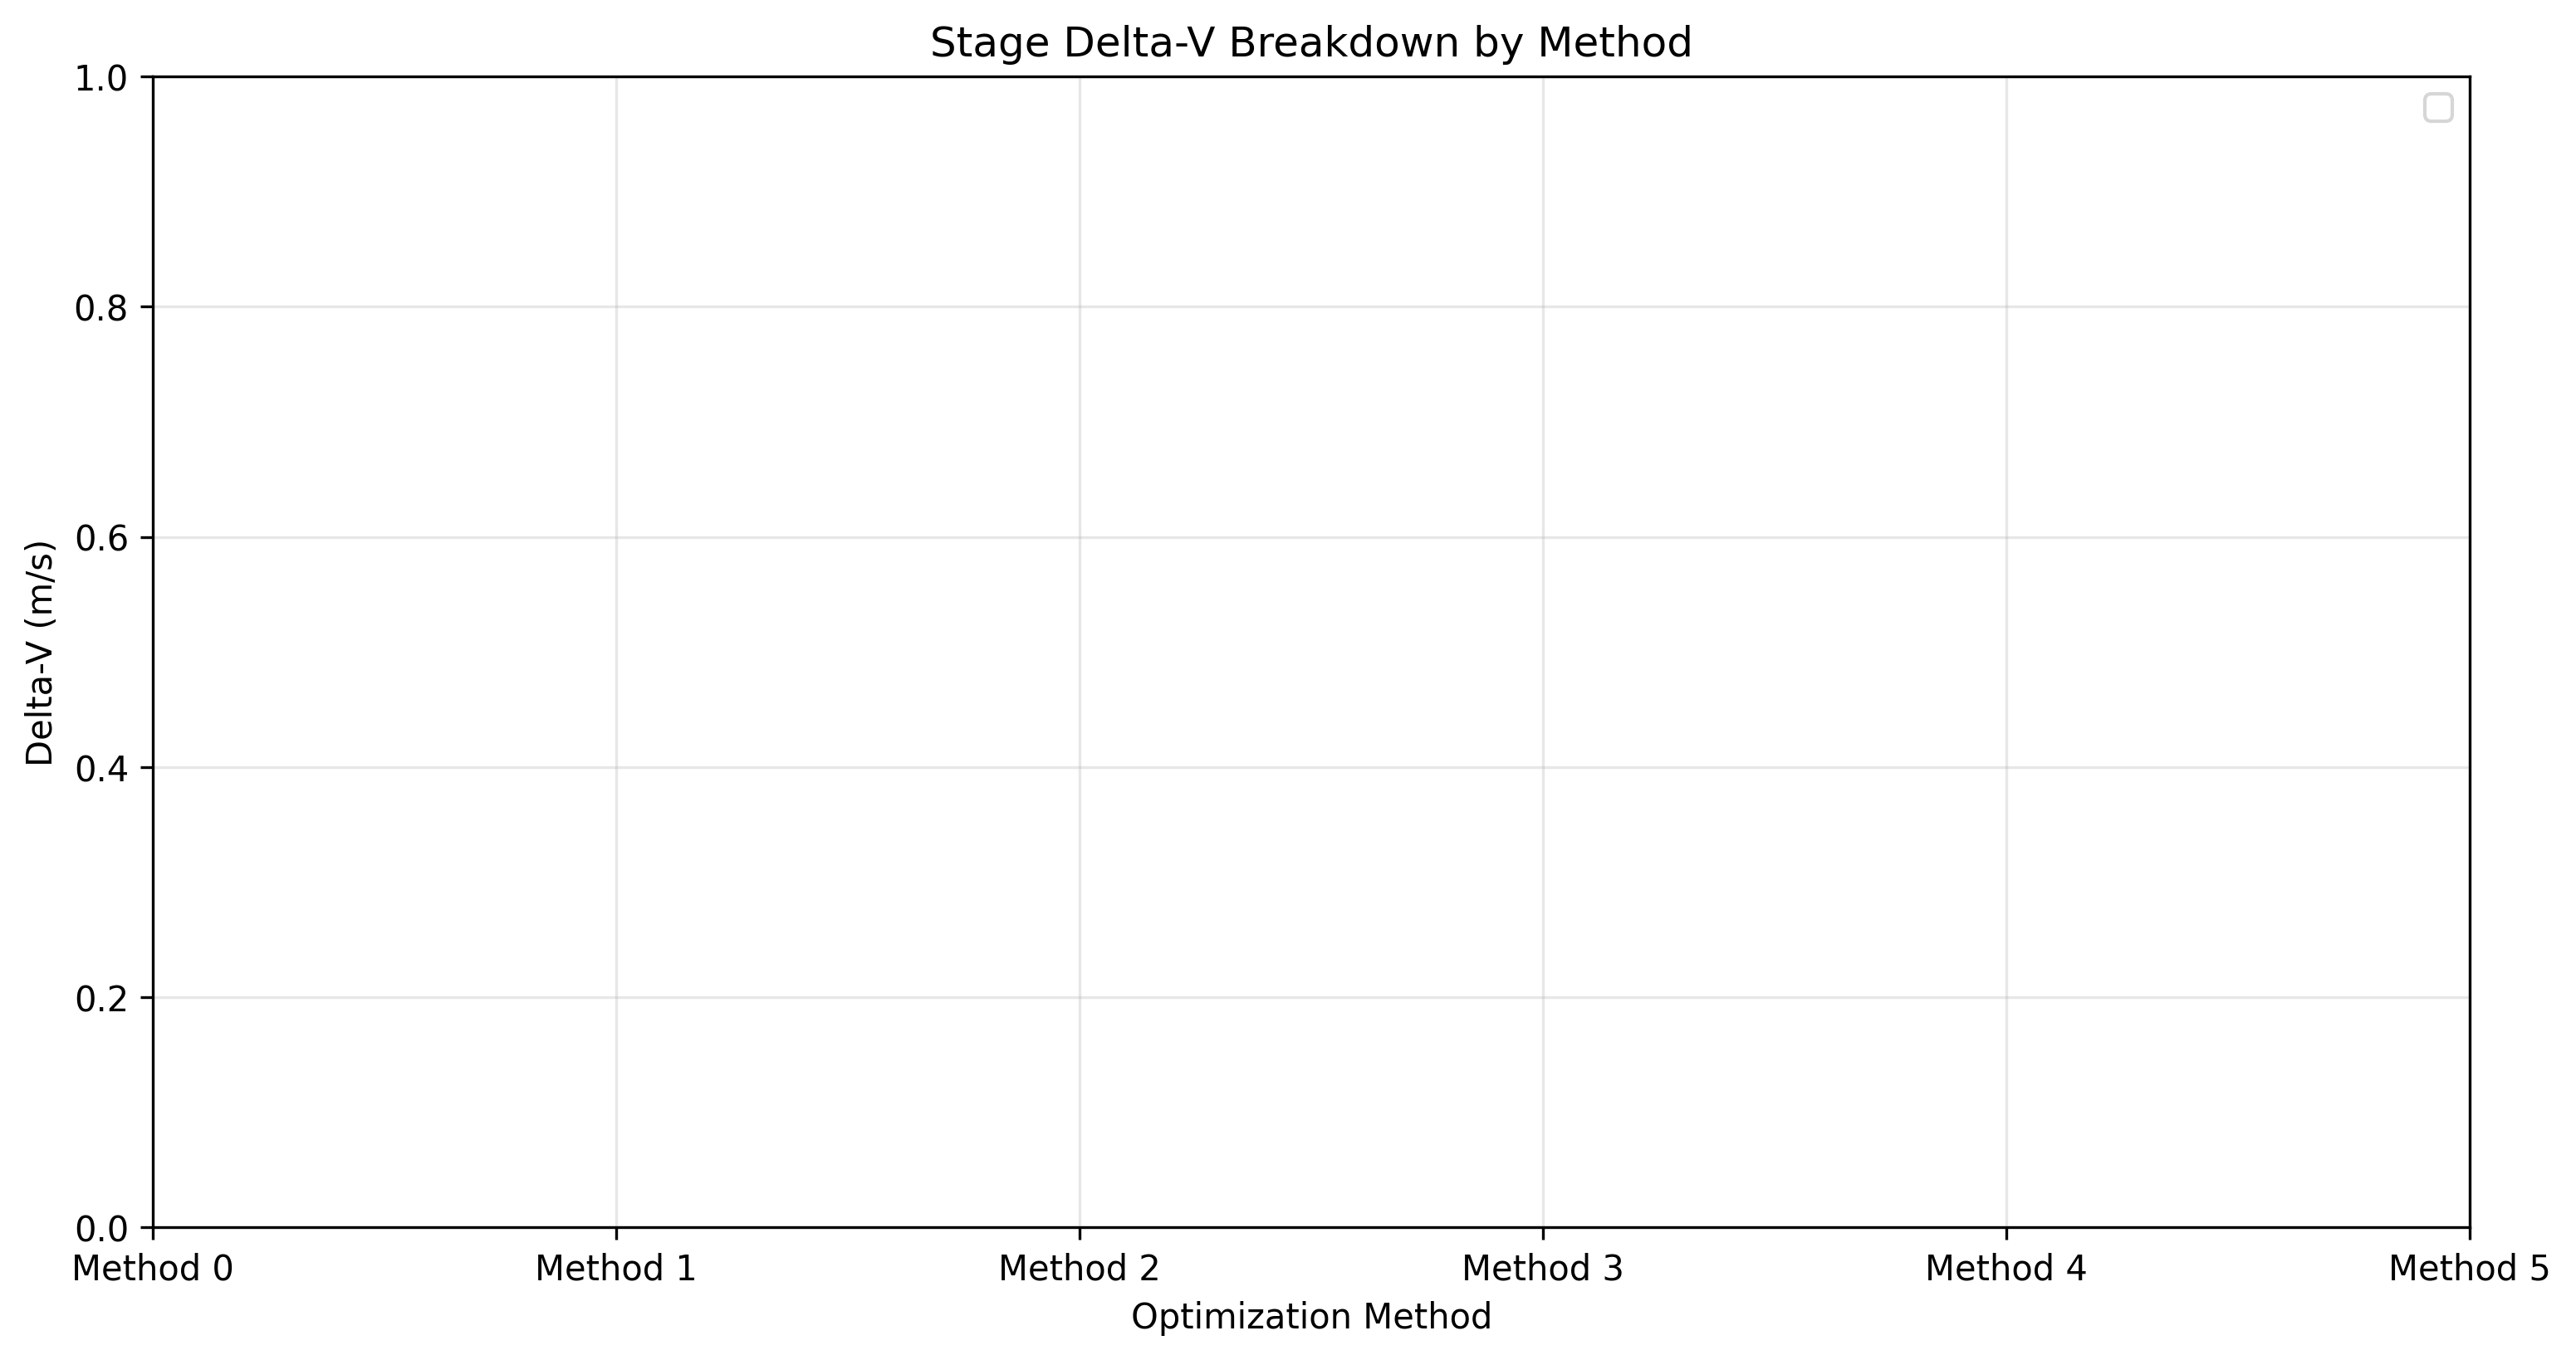 Stage Delta-V Breakdown by Method
1.0
0.8
0.6
0.4
0.2
0.0
Delta-V (m/s)
Method 0 Method 1 Method 2 Method 3 Method 4 Method 5
Optimization Method